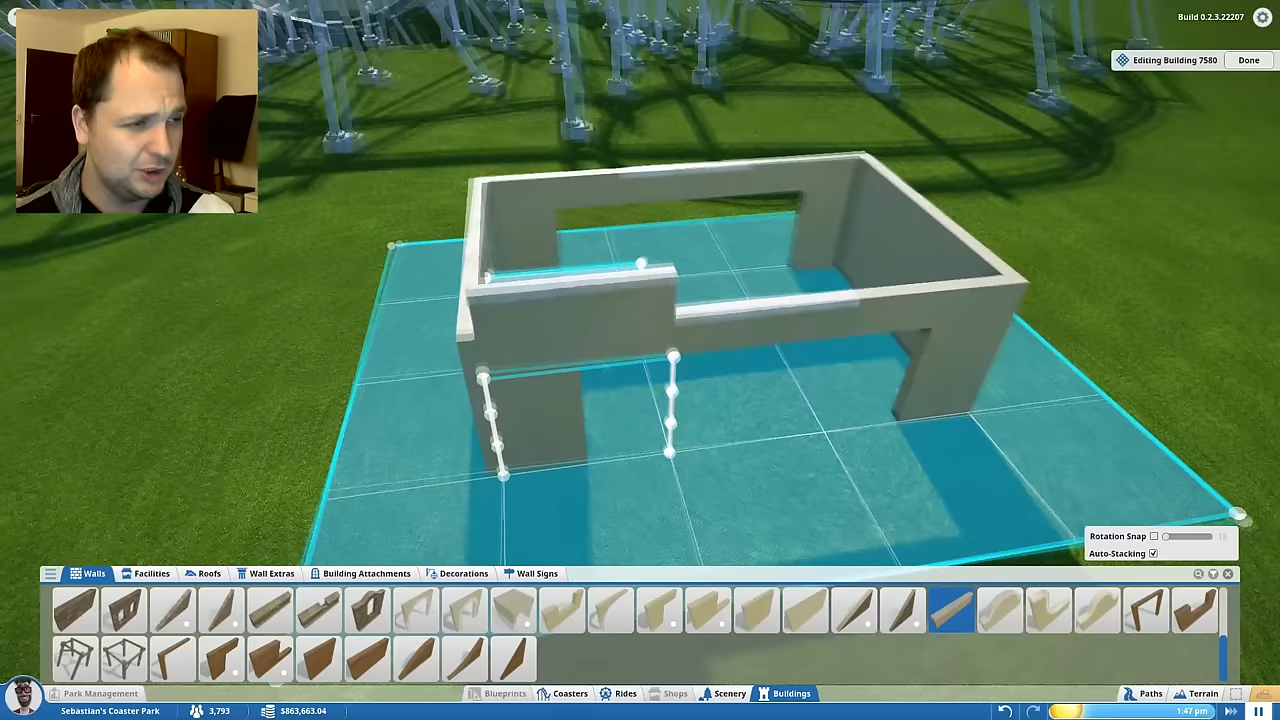 Build 0.2.3.22207
Editing Building 7580 Done
Rotation Snap 15
Auto-Stacking
Walls Facilities Roofs Wall Extras Building Attachments Decorations Wall Signs
Park Management Blueprints Coasters Rides Shops Scenery Buildings Paths Terrain
Sebastian's Coaster Park 3,793 $863,663.04 1:47 pm